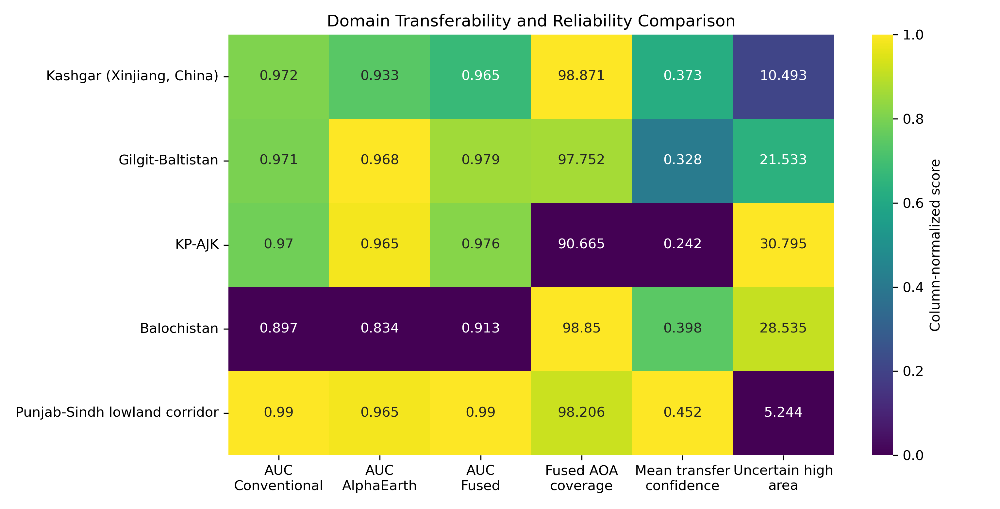 Domain Transferability and Reliability Comparison
Kashgar (Xinjiang, China)
0.972
0.933
0.965
98.871
0.373
10.493
Gilgit-Baltistan
0.971
0.968
0.979
97.752
0.328
21.533
KP-AJK
0.97
0.965
0.976
90.665
0.242
30.795
Balochistan
0.897
0.834
0.913
98.85
0.398
28.535
Punjab-Sindh lowland corridor
0.99
0.965
0.99
98.206
0.452
5.244
AUC
Conventional
AUC
AlphaEarth
AUC
Fused
Fused AOA
coverage
Mean transfer
confidence
Uncertain high
area
1.0
0.8
0.6
0.4
0.2
0.0
Column-normalized score